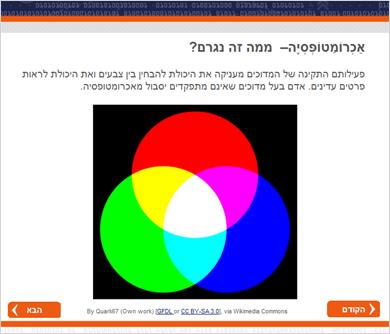 אַכְרוֹמַטוֹפְּסְיָה– ממה זה נגרם?
פעילותם התקינה של המדוכים מעניקה את היכולת להבחין בין צבעים ואת היכולת לראות
פרטים עדינים. אדם בעל מדוכים שאינם מתפקדים יסבול מאכרומטופסיה.
By Quark67 (Own work) [GFDL or CC BY-SA 3.0], via Wikimedia Commons
הקודם
הבא